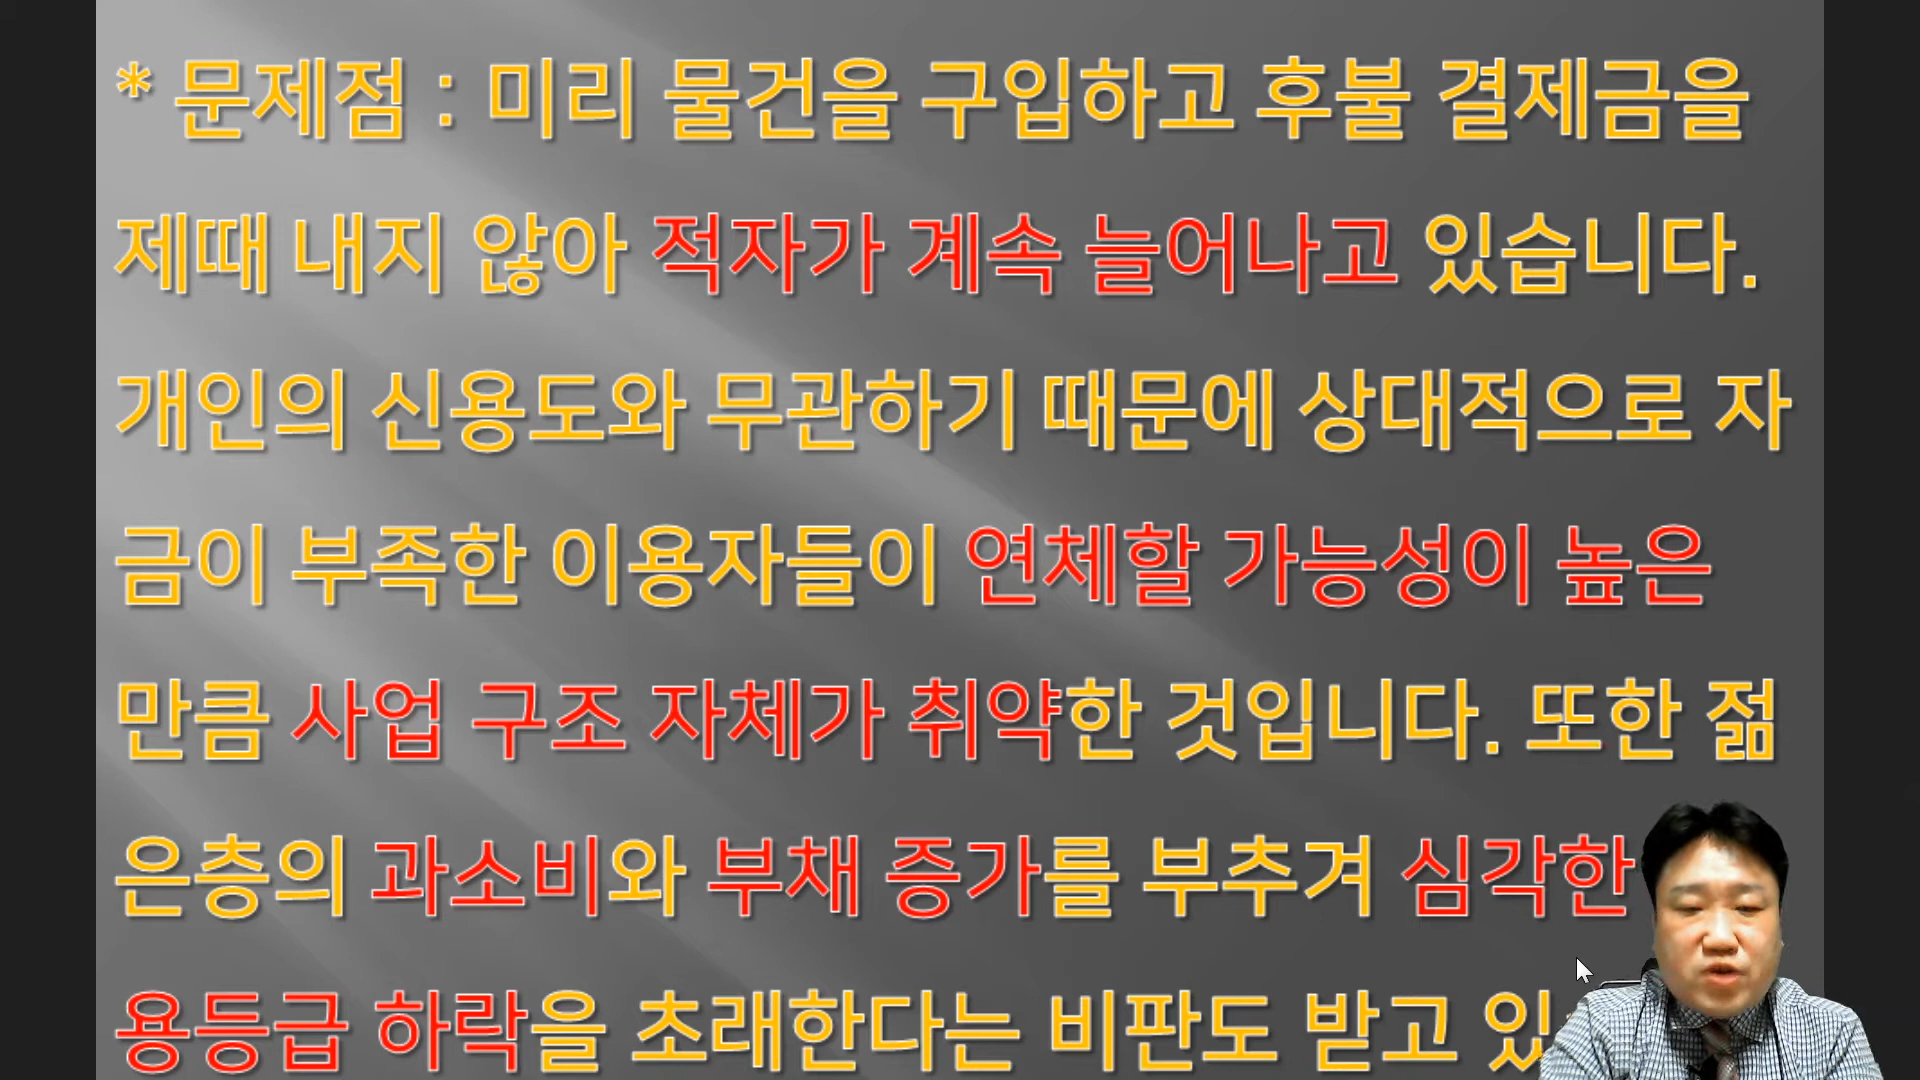 * 문제점 : 미리 물건을 구입하고 후불 결제금을
제때 내지 않아 적자가 계속 늘어나고 있습니다.
개인의 신용도와 무관하기 때문에 상대적으로 자
금이 부족한 이용자들이 연체할 가능성이 높은
만큼 사업 구조 자체가 취약한 것입니다. 또한 젊
은층의 과소비와 부채 증가를 부추겨 심각한
용등급 하락을 초래한다는 비판도 받고 있